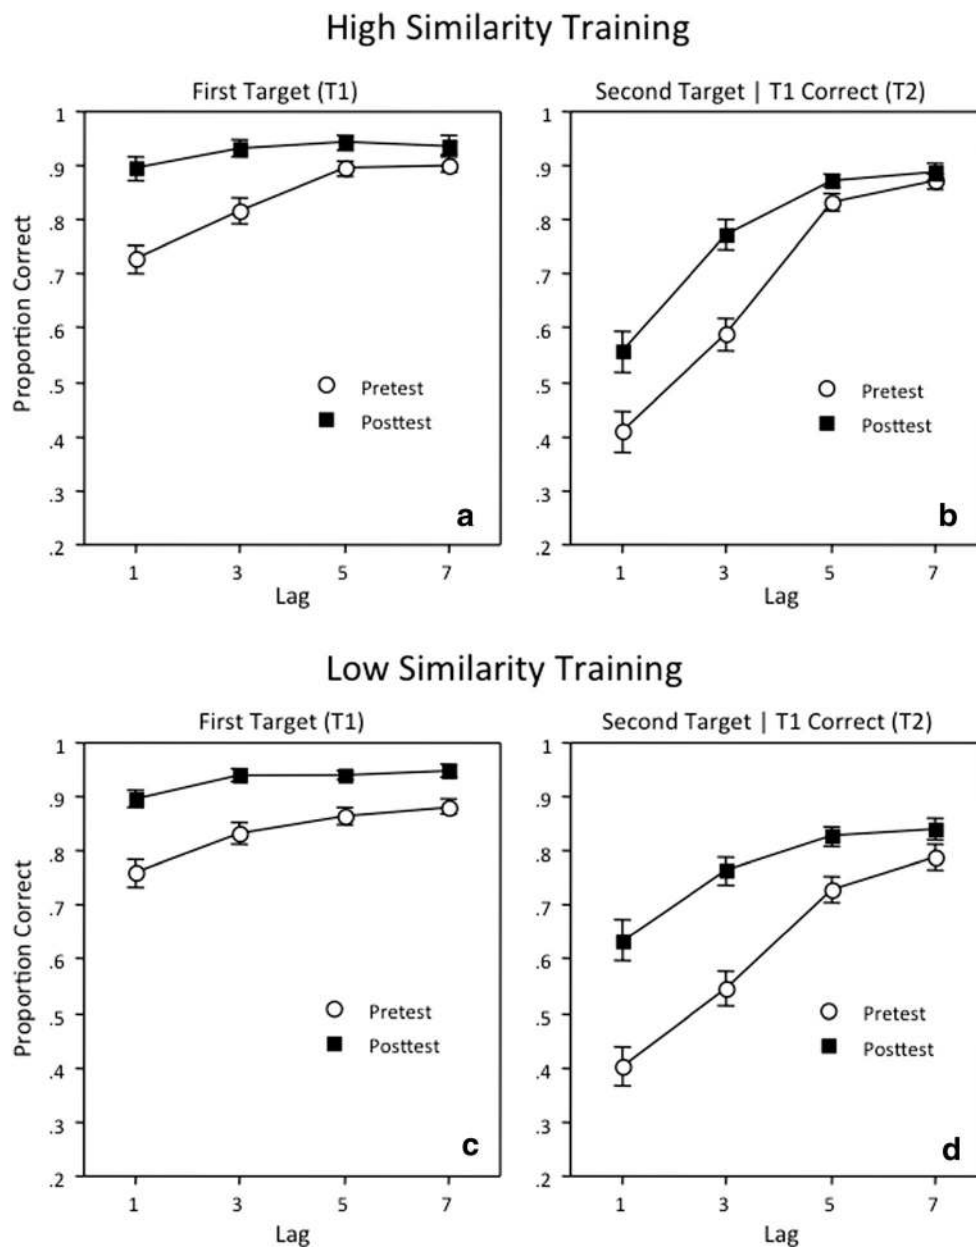 High Similarity Training
First Target (T1)
Second Target | T1 Correct (T2)
Proportion Correct
1
.9
.8
.7
.6
.5
.4
.3
.2
Pretest
Posttest
a
1 3 5 7
Lag
1
.9
.8
.7
.6
.5
.4
.3
.2
Pretest
Posttest
b
1 3 5 7
Lag
Low Similarity Training
First Target (T1)
Second Target | T1 Correct (T2)
Proportion Correct
1
.9
.8
.7
.6
.5
.4
.3
.2
Pretest
Posttest
c
1 3 5 7
Lag
1
.9
.8
.7
.6
.5
.4
.3
.2
Pretest
Posttest
d
1 3 5 7
Lag